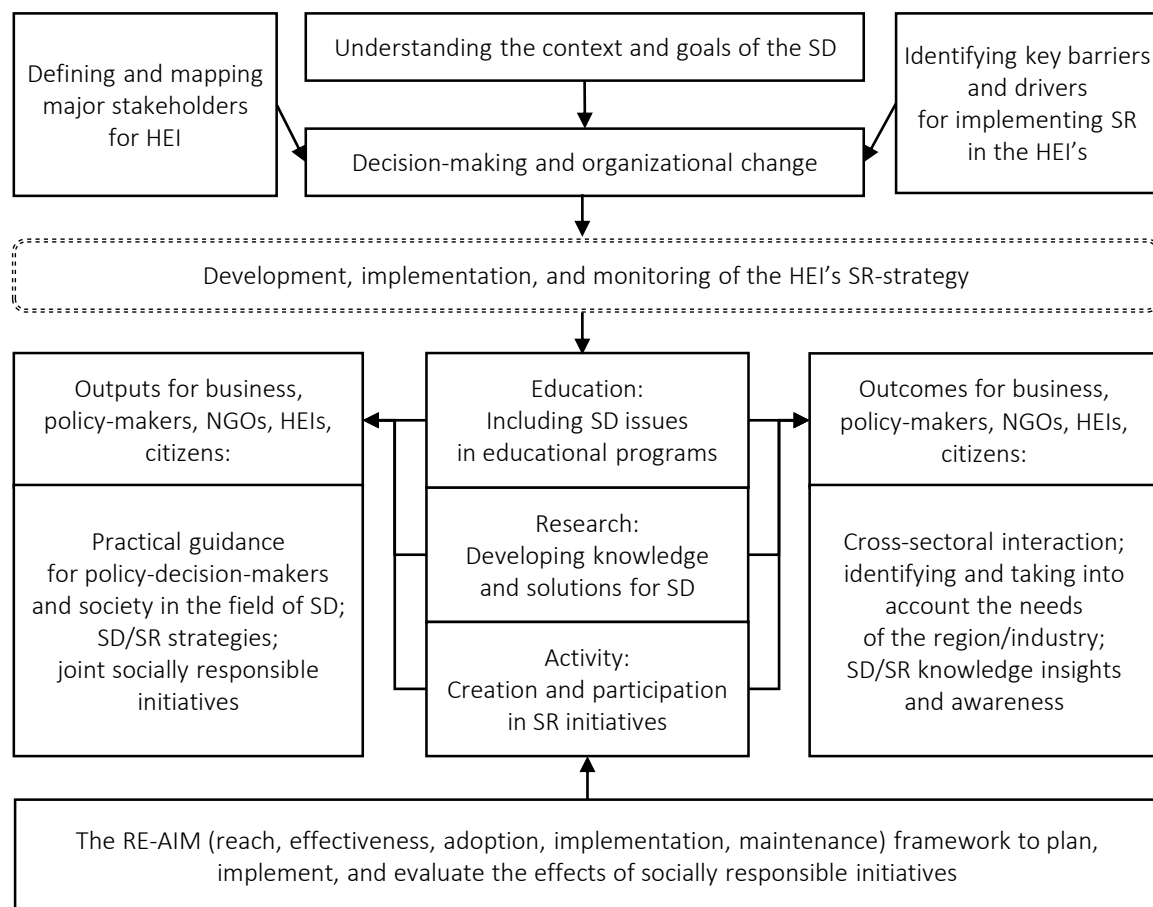 Defining and mapping
major stakeholders
for HEI
Understanding the context and goals of the SD
Identifying key barriers
and drivers
for implementing SR
in the HEI's
Decision-making and organizational change
Development, implementation, and monitoring of the HEI's SR-strategy
Outputs for business,
policy-makers, NGOs, HEIs,
citizens:
Practical guidance
for policy-decision-makers
and society in the field of SD;
SD/SR strategies;
joint socially responsible
initiatives
Education:
Including SD issues
in educational programs
Research:
Developing knowledge
and solutions for SD
Activity:
Creation and participation
in SR initiatives
Outcomes for business,
policy-makers, NGOs, HEIs,
citizens:
Cross-sectoral interaction;
identifying and taking into
account the needs
of the region/industry;
SD/SR knowledge insights
and awareness
The RE-AIM (reach, effectiveness, adoption, implementation, maintenance) framework to plan,
implement, and evaluate the effects of socially responsible initiatives